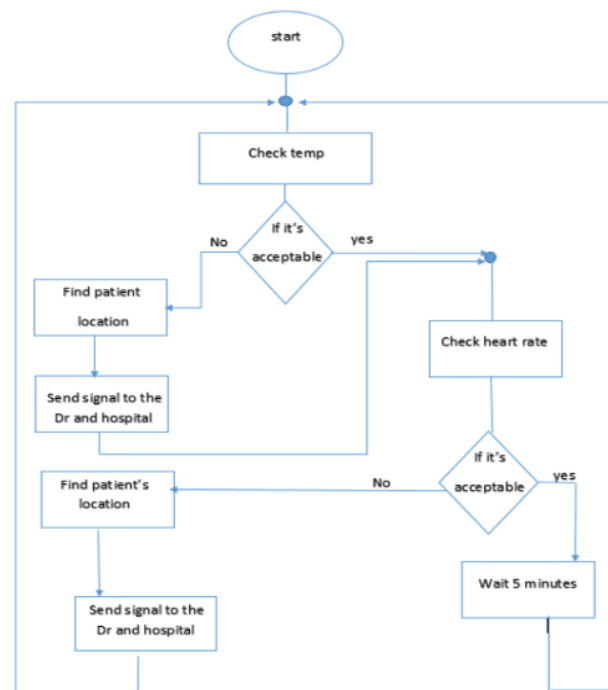 start
Check temp
If it's
acceptable
No
yes
Find patient
location
Check heart rate
Send signal to the
Dr and hospital
If it's
acceptable
No
yes
Find patient's
location
Wait 5 minutes
Send signal to the
Dr and hospital